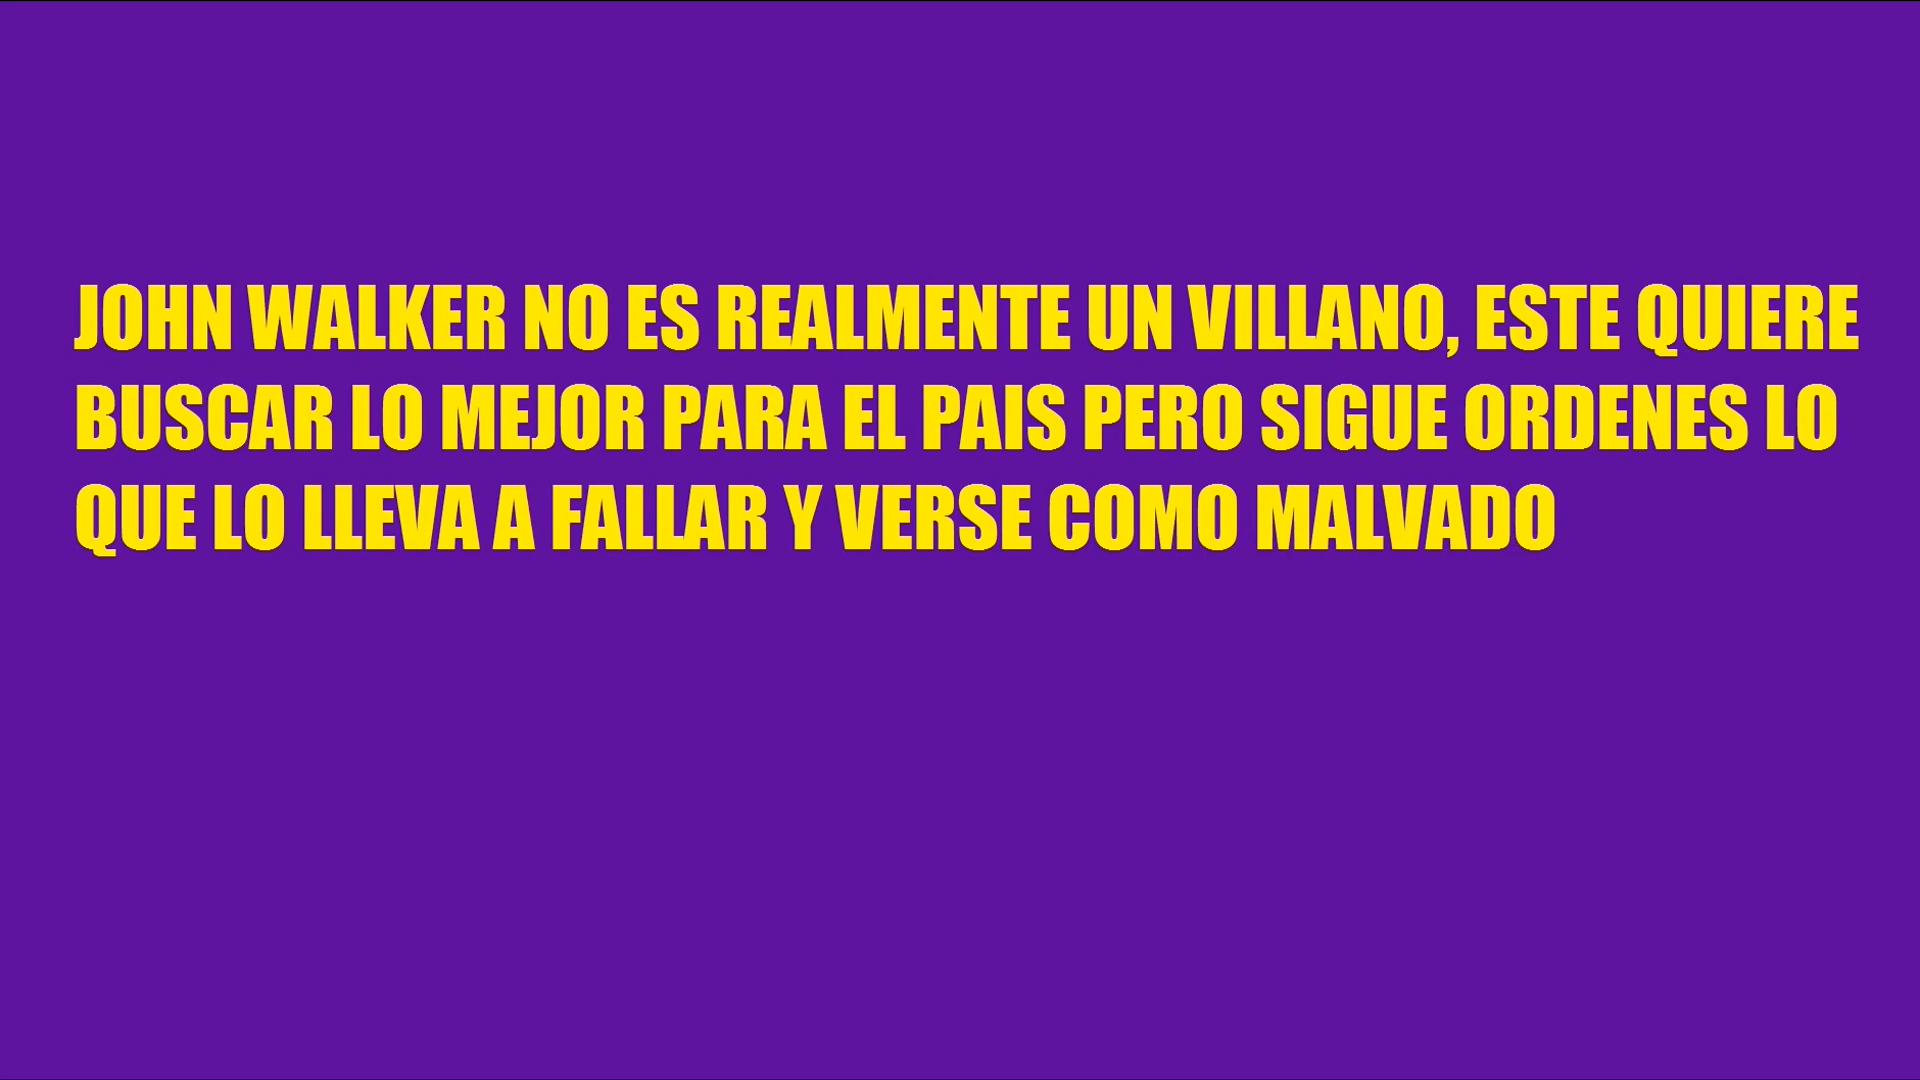 JOHN WALKER NO ES REALMENTE UN VILLANO, ESTE QUIERE
BUSCAR LO MEJOR PARA EL PAIS PERO SIGUE ORDENES LO
QUE LO LLEVA A FALLAR Y VERSE COMO MALVADO